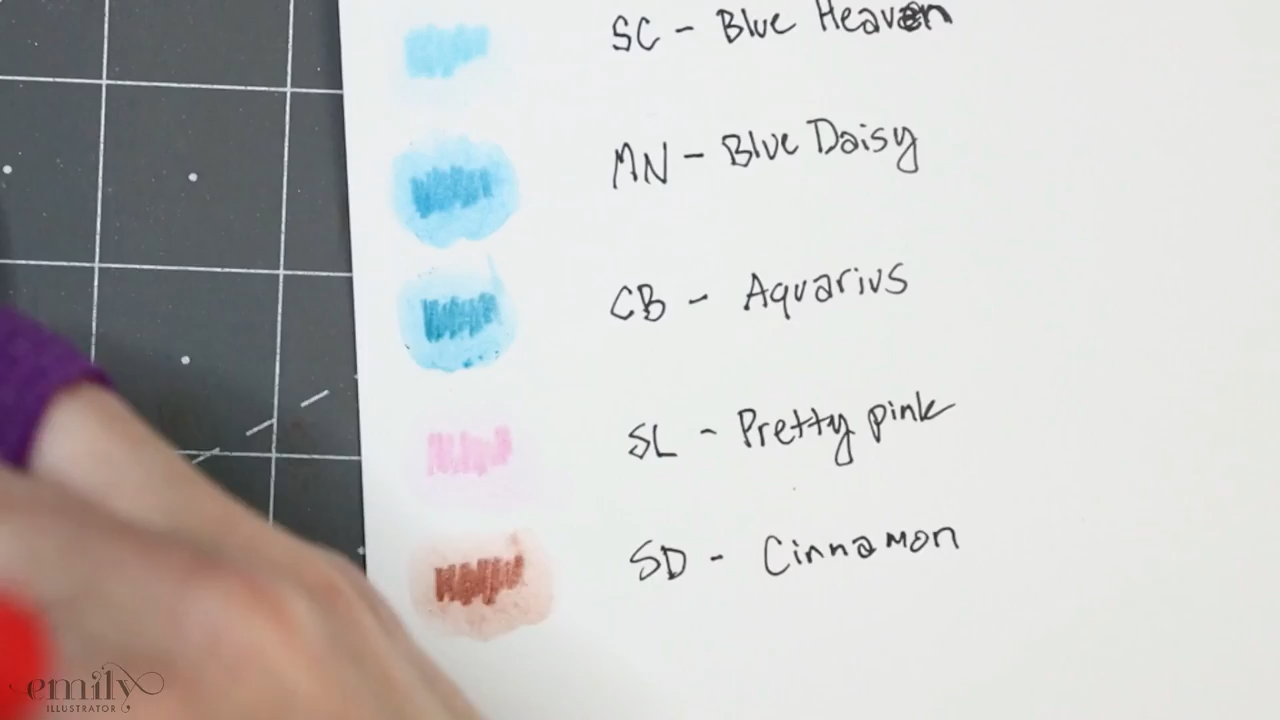 SC - Blue Heaven
MN - Blue Daisy
CB - Aquarius
SL - Pretty pink
SD - Cinnamon
emily
ILLUSTRATOR